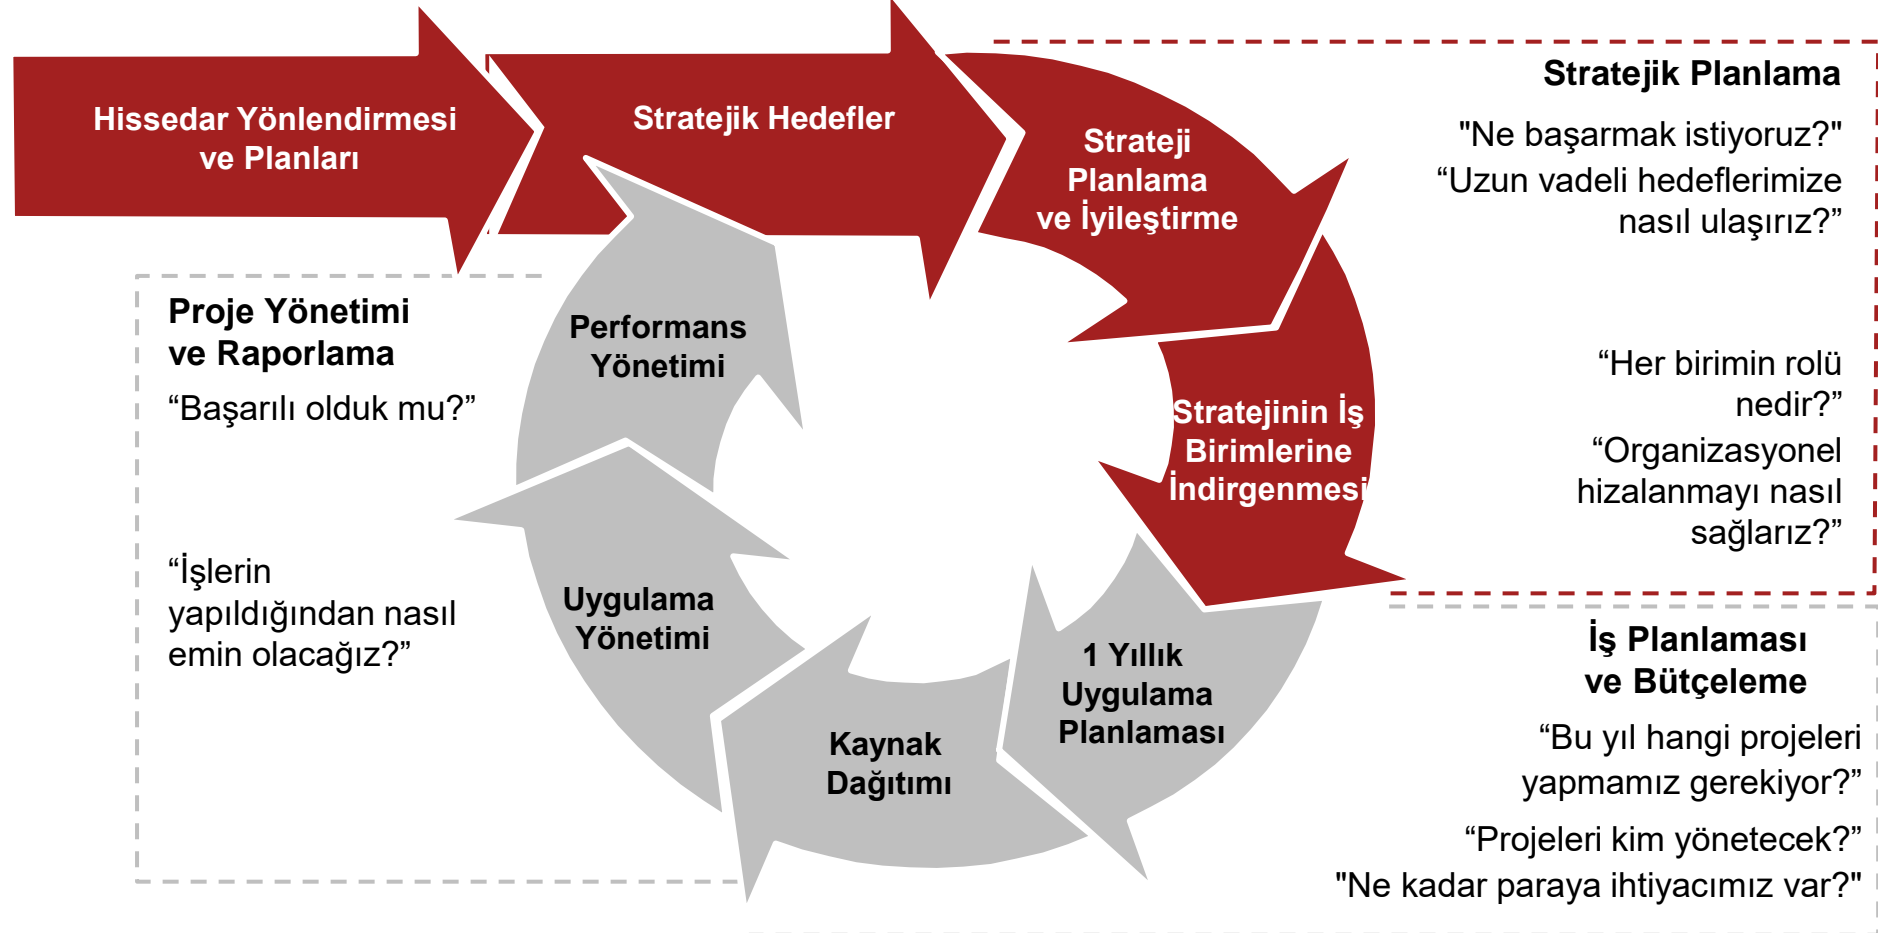 Hissedar Yönlendirmesi
ve Planları
Stratejik Hedefler
Strateji
Planlama
ve İyileştirme
Stratejinin İş
Birimlerine
İndirgenmesi
1 Yıllık
Uygulama
Planlaması
Kaynak
Dağıtımı
Uygulama
Yönetimi
Performans
Yönetimi
Stratejik Planlama
"Ne başarmak istiyoruz?"
“Uzun vadeli hedeflerimize
nasıl ulaşırız?”
“Her birimin rolü
nedir?”
“Organizasyonel
hizalanmayı nasıl
sağlarız?”
İş Planlaması
ve Bütçeleme
“Bu yıl hangi projeleri
yapmamız gerekiyor?”
“Projeleri kim yönetecek?”
"Ne kadar paraya ihtiyacımız var?"
Proje Yönetimi
ve Raporlama
“Başarılı olduk mu?”
“İşlerin
yapıldığından nasıl
emin olacağız?”